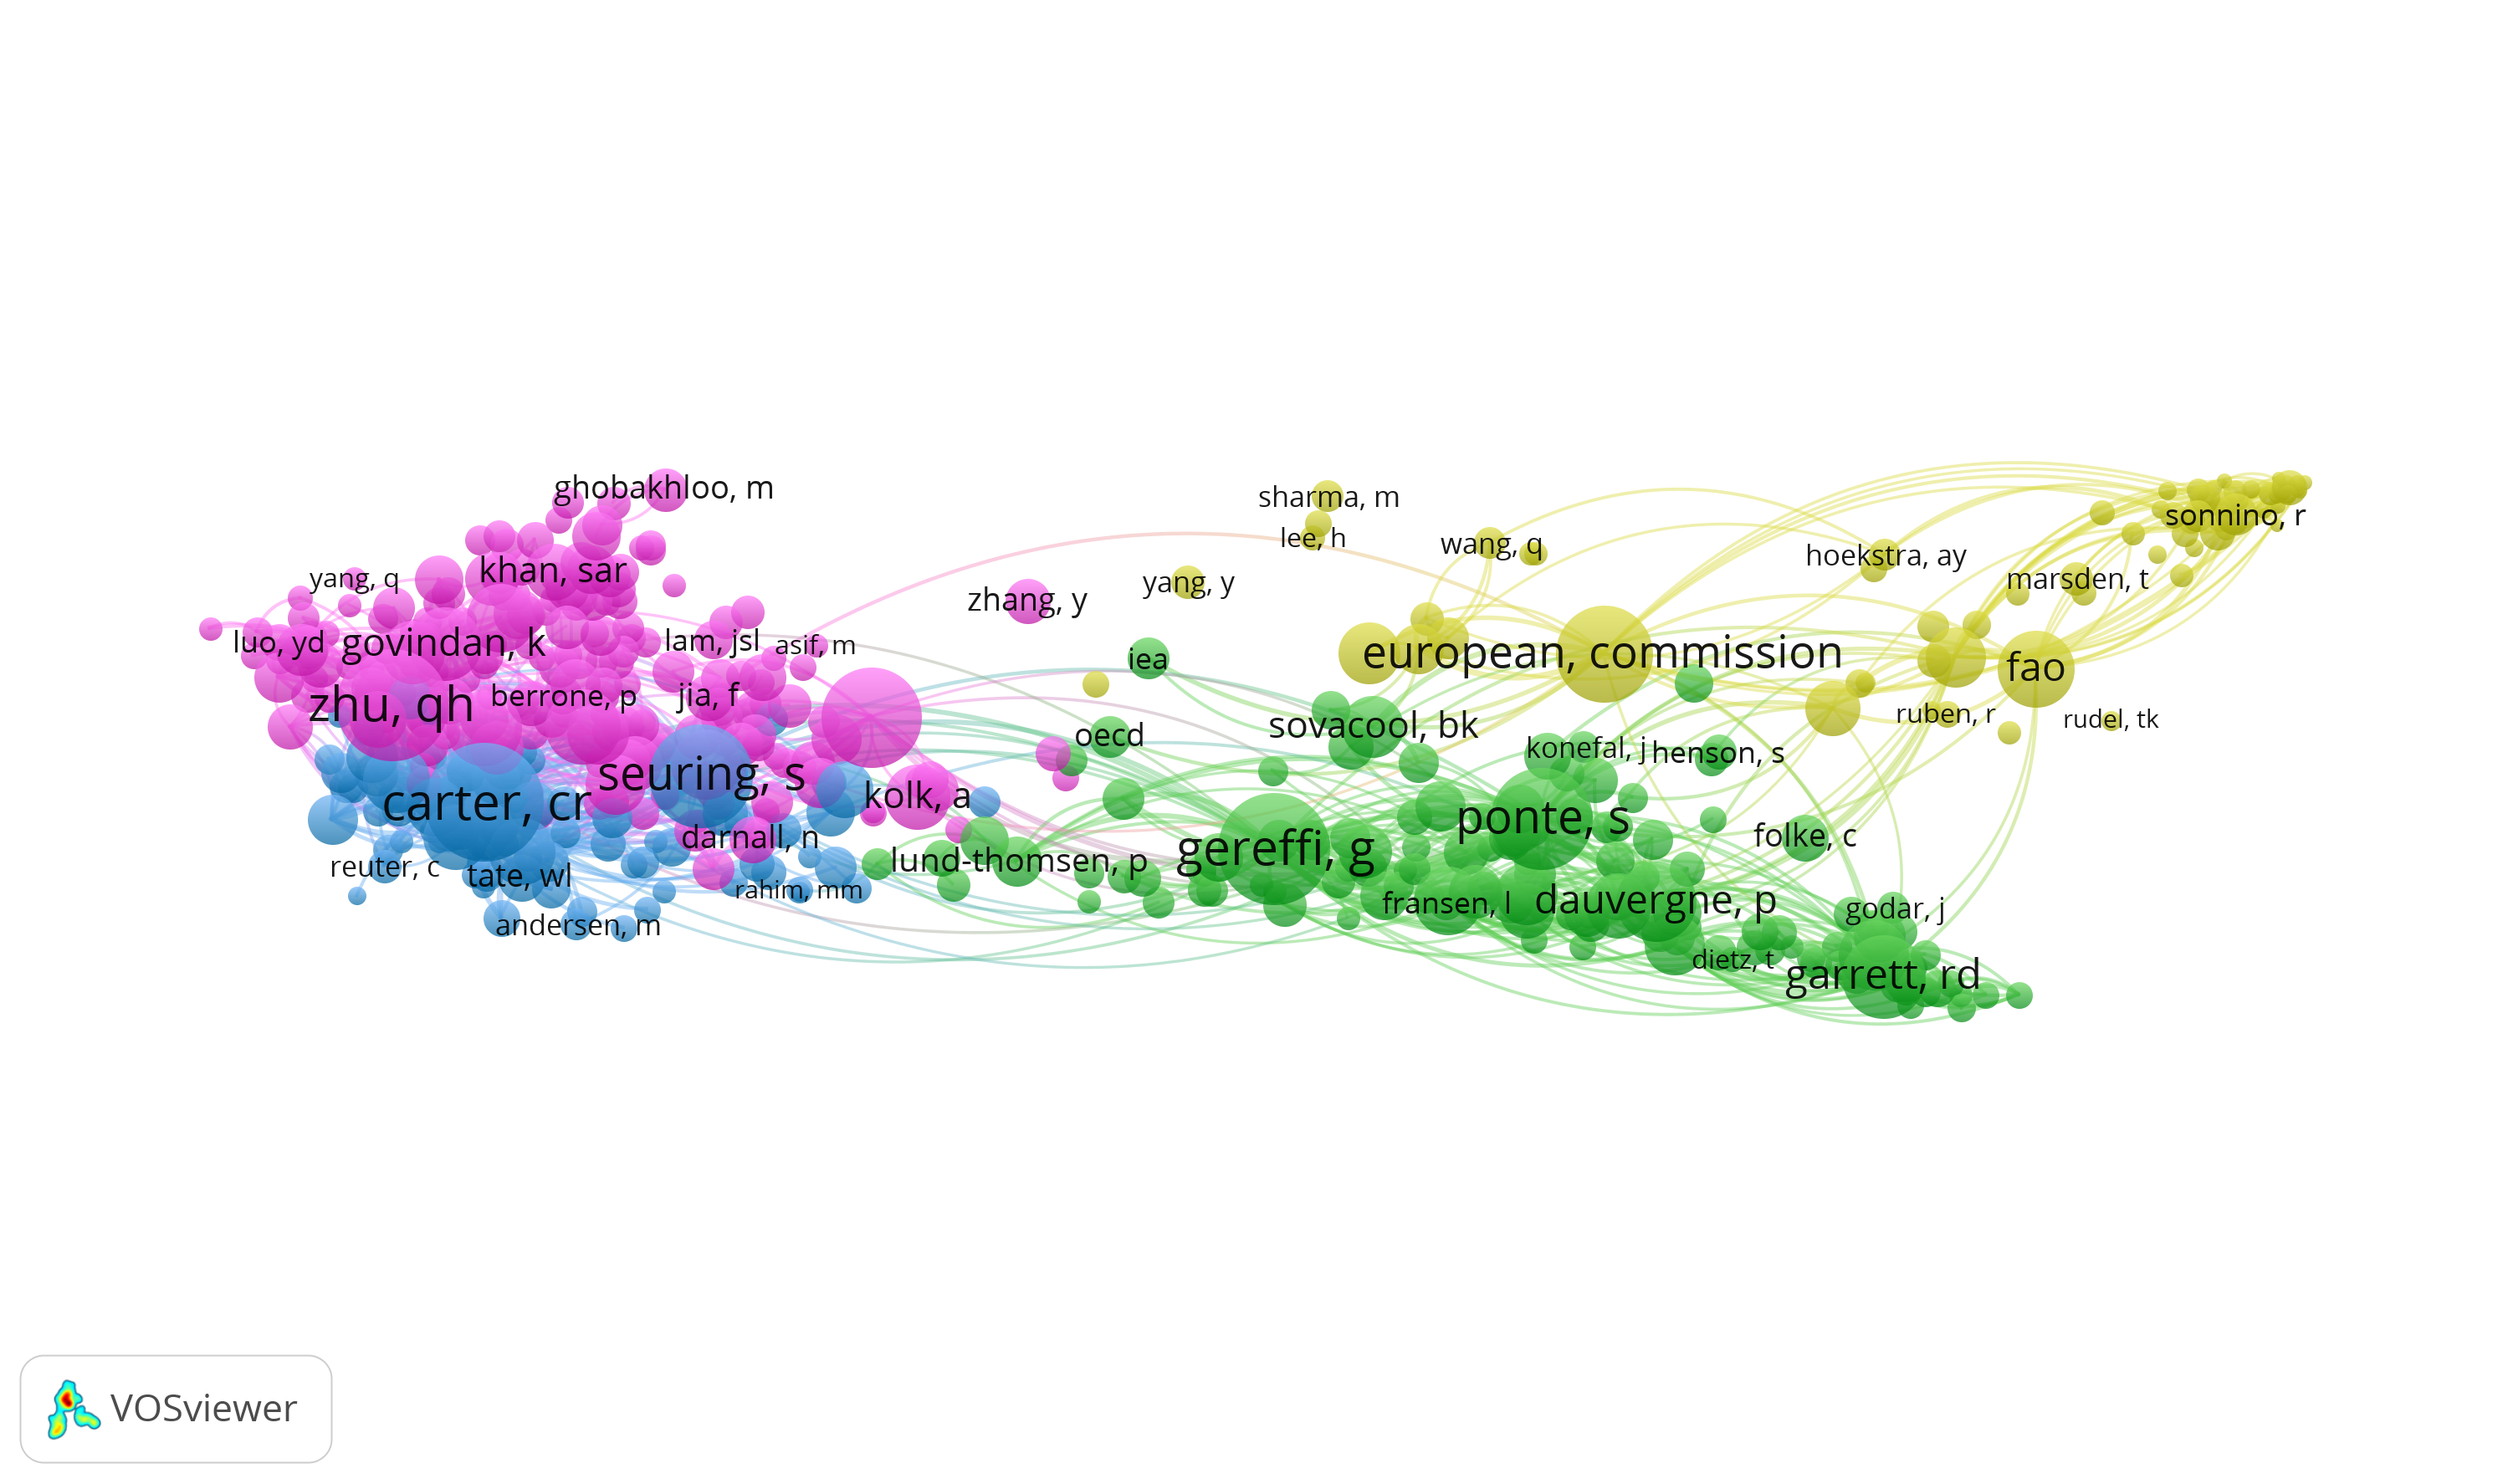 ghobakhloo, m
sharma, m
sonnino, r
lee, h
wang, q
hoekstra, ay
khan, sar
yang, q
yang, y
marsden, t
zhang, y
luo, yd
govindan, k
lam, jsl
asif, m
iea
european, commission
fao
zhu, qh
berrone, p
jia, f
ruben, r
rudel, tk
oecd
sovacool, bk
konefal, j
henson, s
seuring, s
carter, cr
kolk, a
ponte, s
darnall, n
folke, c
reuter, c
tate, wl
lund-thomsen, p
gereffi, g
rahim, mm
fransen, l
dauvergne, p
godar, j
andersen, m
dietz, t
garrett, rd
VOSviewer